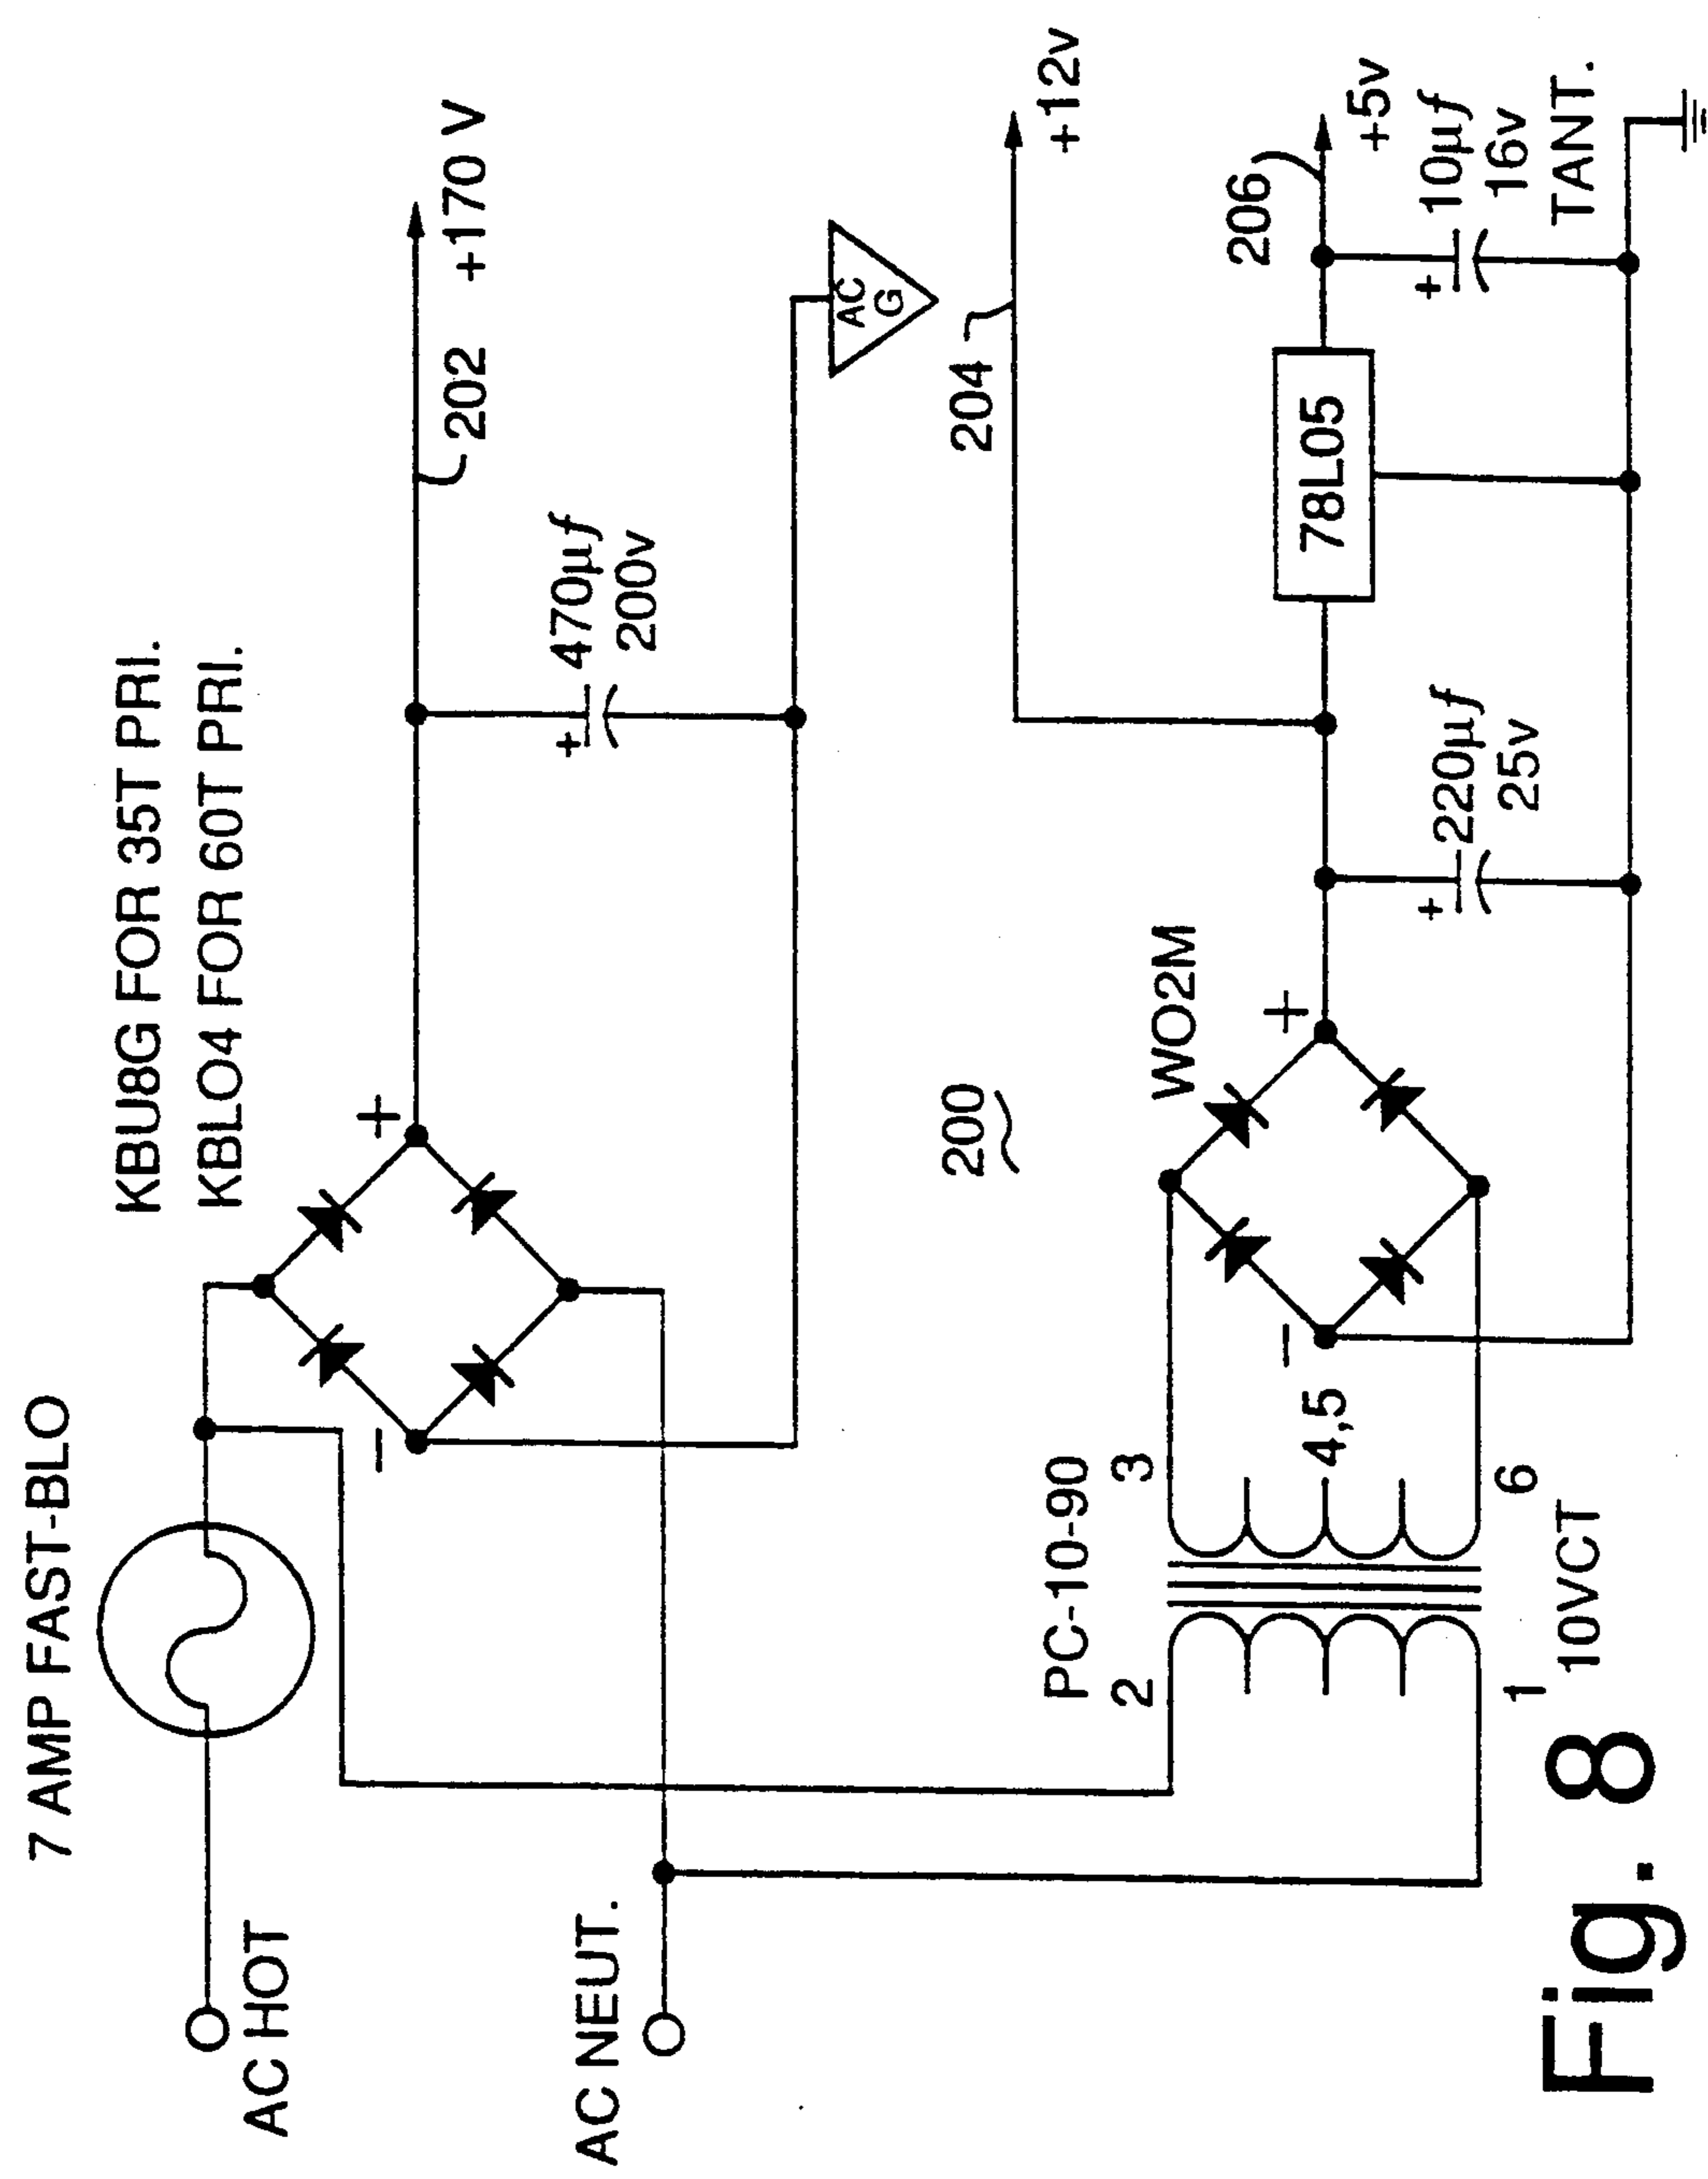 7 AMP FAST-BLO
KBU8G FOR 35T PRI.
KBLO4 FOR 60T PRI.
AC HOT
AC NEUT.
+
−
202
+170 V
+
470µf
200v
AC
G
200
204
+12v
PC-10-90
2
3
4,5
1
6
10VCT
WO2M
+
−
+
220µf
25v
78L05
206
+5v
+
10µf
16v
TANT.
Fig. 8